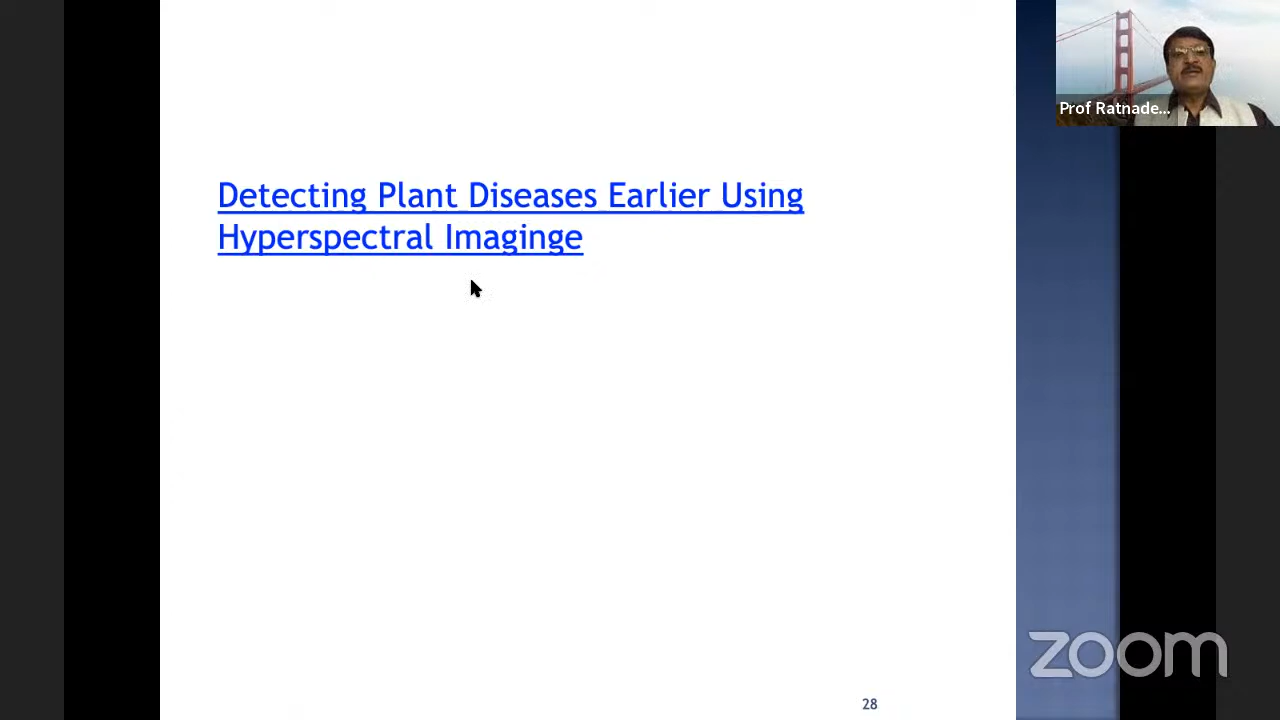 Prof Ratnade...
Detecting Plant Diseases Earlier Using
Hyperspectral Imaginge
zoom
28